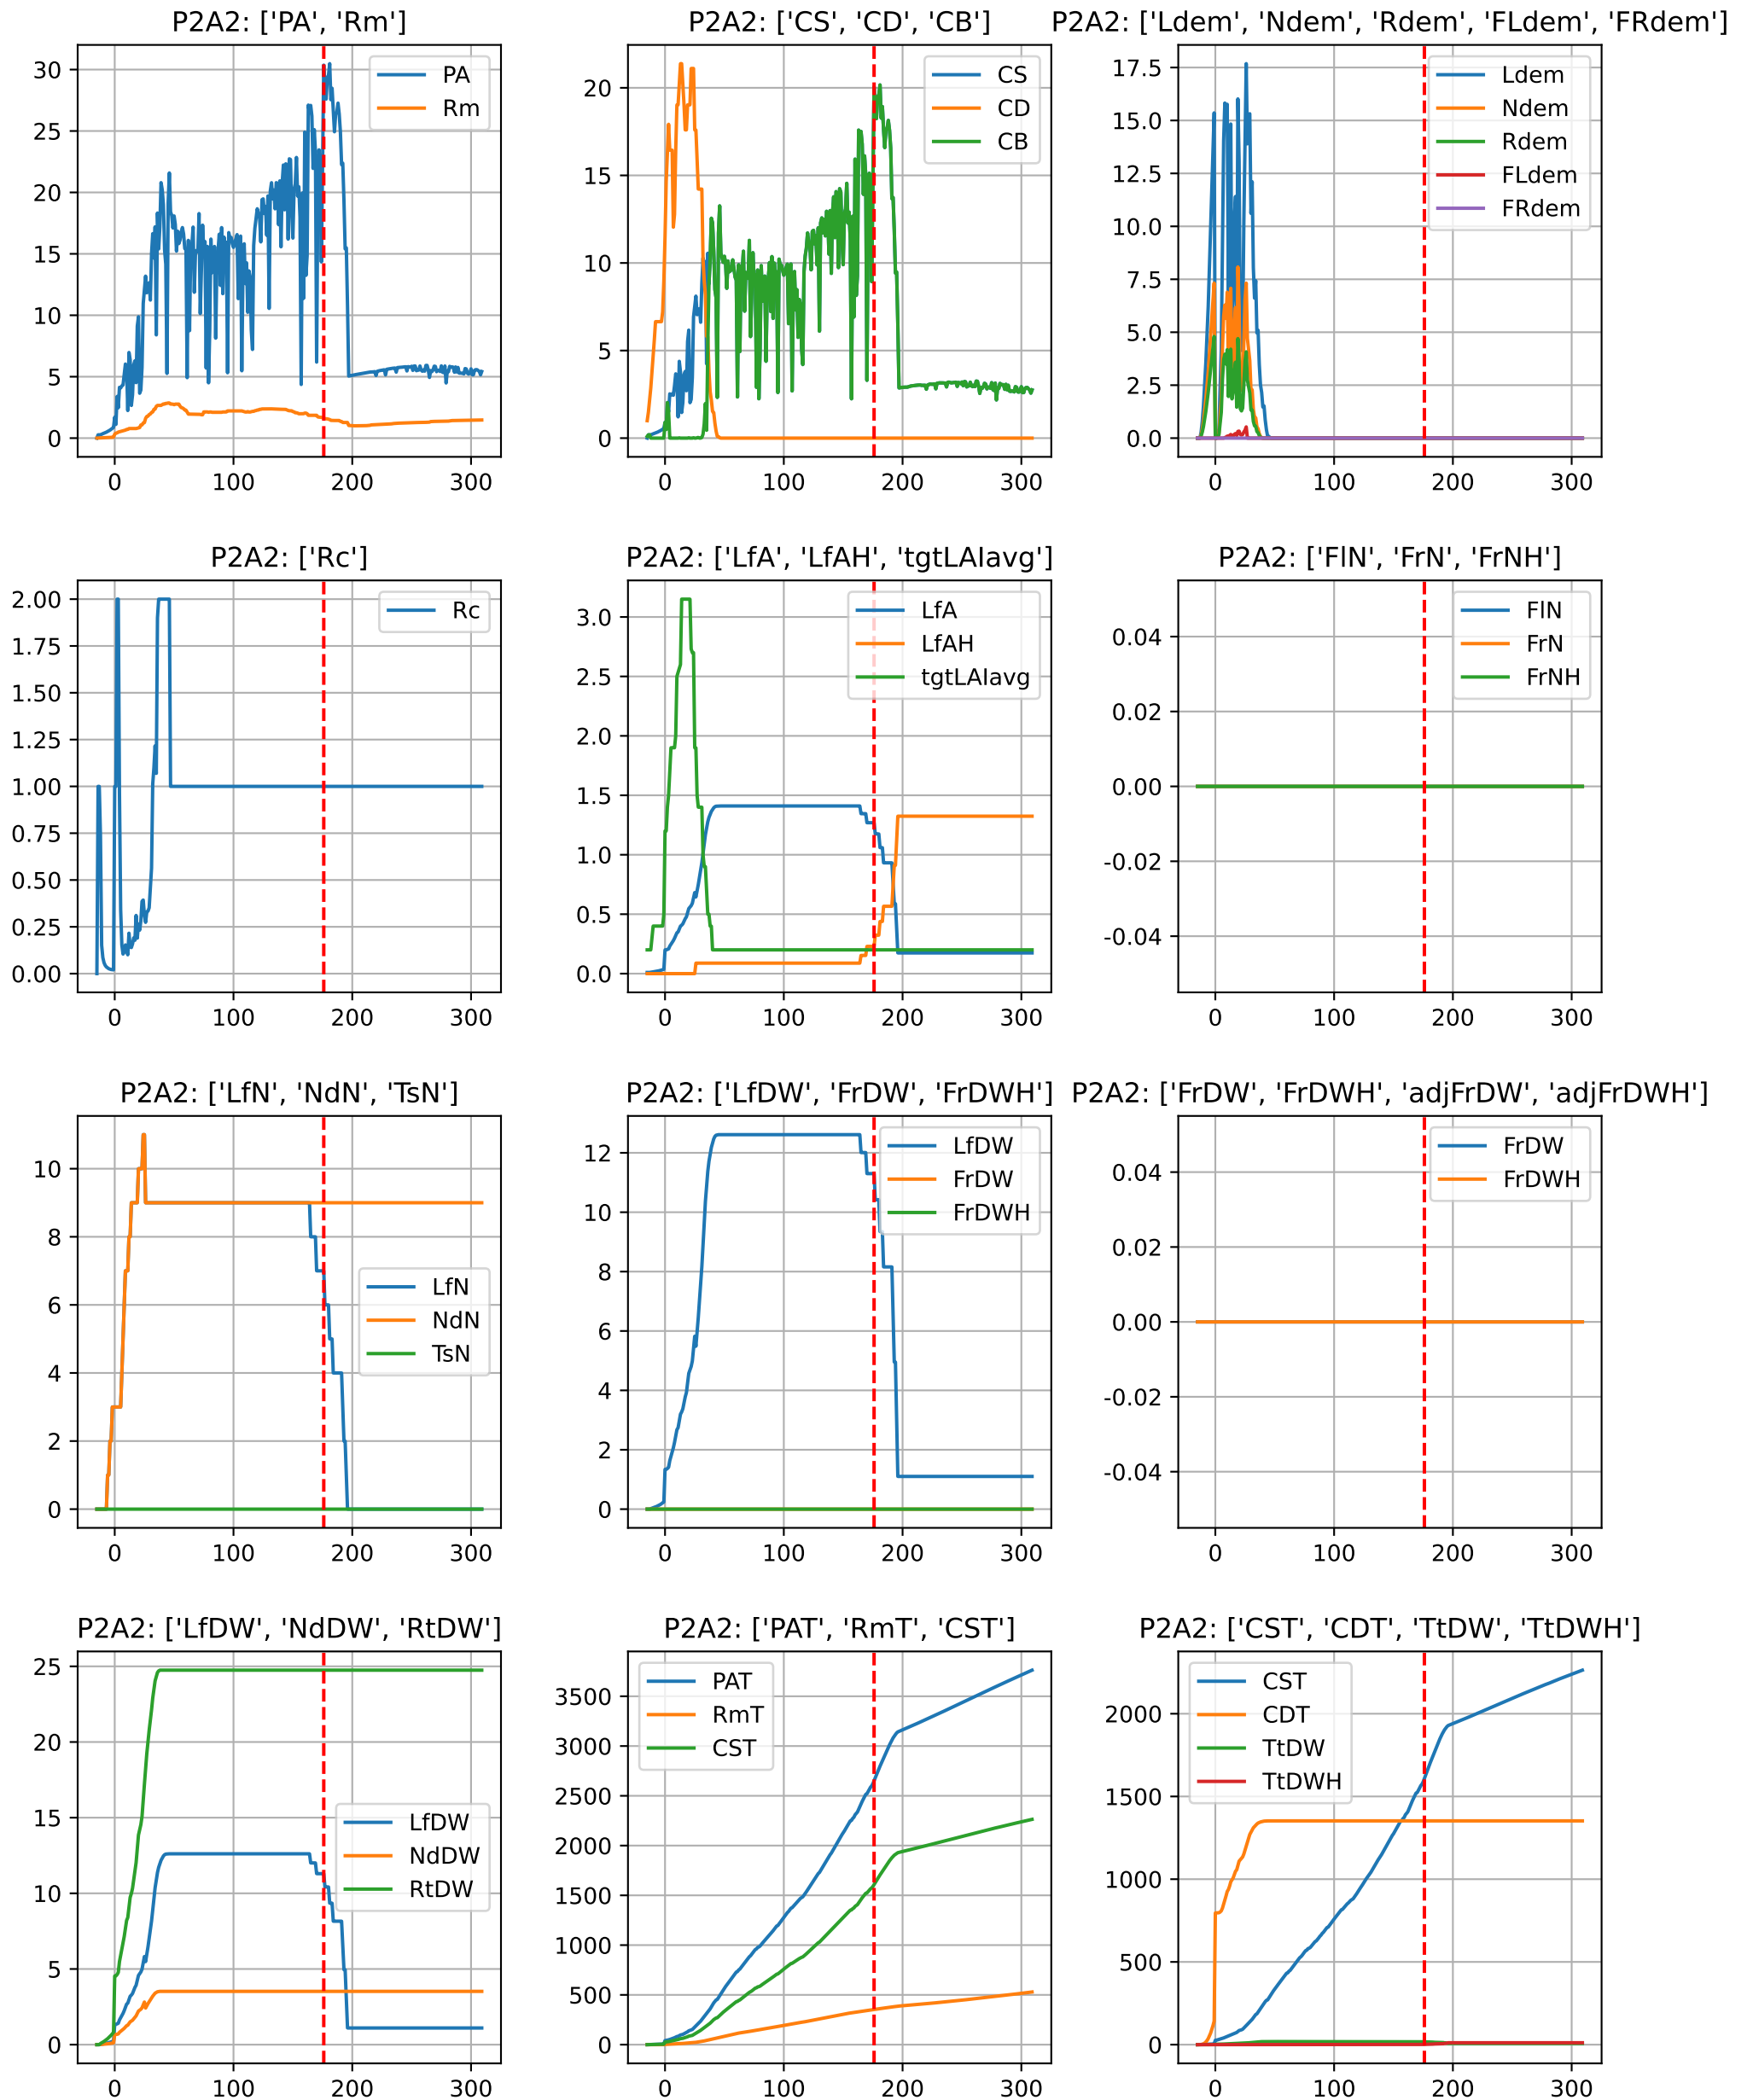 P2A2: ['PA', 'Rm']
30
25
20
15
10
5
0
0 100 200 300
PA
Rm
P2A2: ['CS', 'CD', 'CB']
20
15
10
5
0
0 100 200 300
CS
CD
CB
P2A2: ['Ldem', 'Ndem', 'Rdem', 'FLdem', 'FRdem']
17.5
15.0
12.5
10.0
7.5
5.0
2.5
0.0
0 100 200 300
Ldem
Ndem
Rdem
FLdem
FRdem
P2A2: ['Rc']
2.00
1.75
1.50
1.25
1.00
0.75
0.50
0.25
0.00
0 100 200 300
Rc
P2A2: ['LfA', 'LfAH', 'tgtLAIavg']
3.0
2.5
2.0
1.5
1.0
0.5
0.0
0 100 200 300
LfA
LfAH
tgtLAIavg
P2A2: ['FlN', 'FrN', 'FrNH']
0.04
0.02
0.00
-0.02
-0.04
0 100 200 300
FlN
FrN
FrNH
P2A2: ['LfN', 'NdN', 'TsN']
10
8
6
4
2
0
0 100 200 300
LfN
NdN
TsN
P2A2: ['LfDW', 'FrDW', 'FrDWH']
12
10
8
6
4
2
0
0 100 200 300
LfDW
FrDW
FrDWH
P2A2: ['FrDW', 'FrDWH', 'adjFrDW', 'adjFrDWH']
0.04
0.02
0.00
-0.02
-0.04
0 100 200 300
FrDW
FrDWH
P2A2: ['LfDW', 'NdDW', 'RtDW']
25
20
15
10
5
0
0 100 200 300
LfDW
NdDW
RtDW
P2A2: ['PAT', 'RmT', 'CST']
3500
3000
2500
2000
1500
1000
500
0
0 100 200 300
PAT
RmT
CST
P2A2: ['CST', 'CDT', 'TtDW', 'TtDWH']
2000
1500
1000
500
0
0 100 200 300
CST
CDT
TtDW
TtDWH